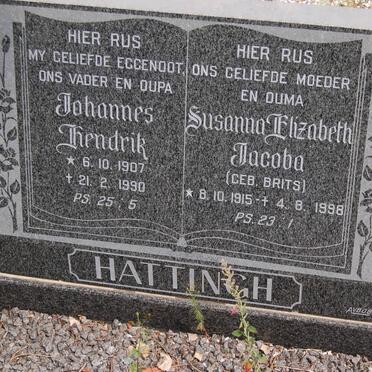 HIER RUS
MY GELIEFDE EGGENOOT,
ONS VADER EN OUPA
Johannes
Hendrik
* 6.10.1907
† 21.2.1990
PS. 25:5
HIER RUS
ONS GELIEFDE MOEDER
EN OUMA
Susanna Elizabeth
Jacoba
(GEB. BRITS)
* 8.10.1915 - † 4.8.1998
PS. 23:1
HATTINGH